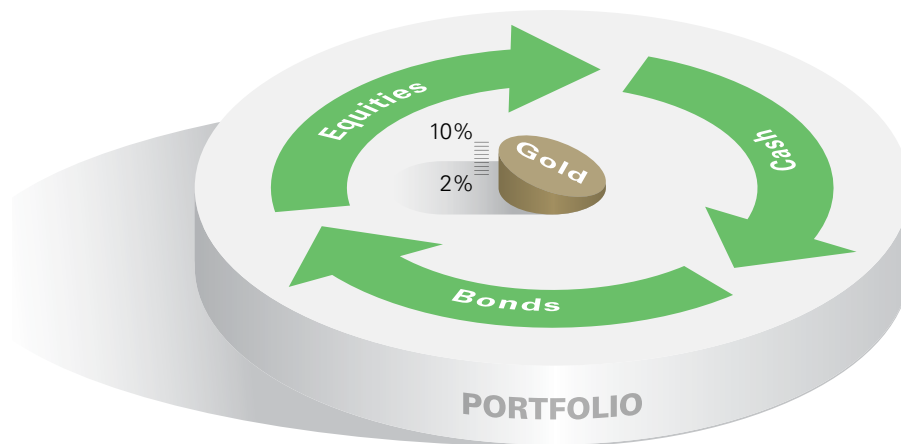 Equities
Cash
10%
Gold
2%
Bonds
PORTFOLIO